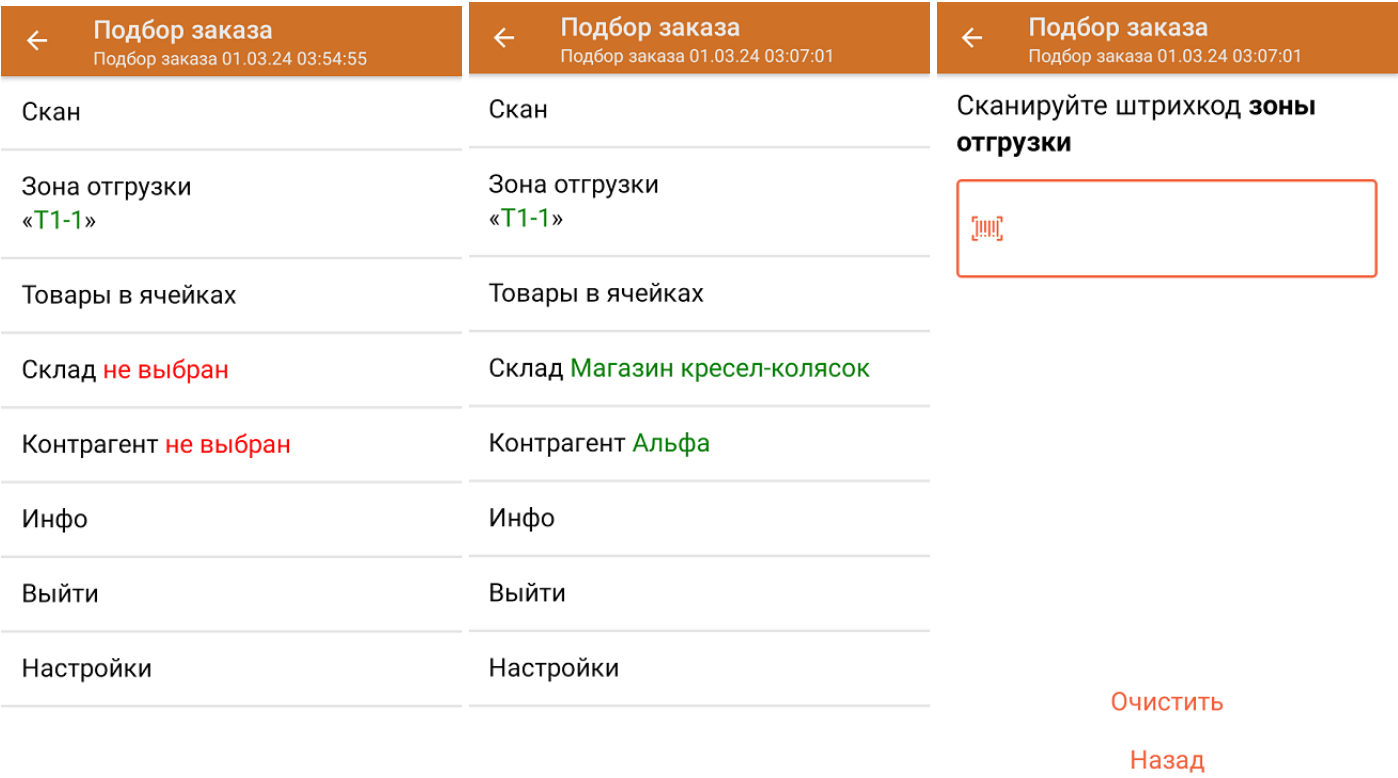 Подбор заказа
Подбор заказа 01.03.24 03:54:55
Скан
Зона отгрузки
«Т1-1»
Товары в ячейках
Склад не выбран
Контрагент не выбран
Инфо
Выйти
Настройки
Подбор заказа
Подбор заказа 01.03.24 03:07:01
Скан
Зона отгрузки
«Т1-1»
Товары в ячейках
Склад Магазин кресел-колясок
Контрагент Альфа
Инфо
Выйти
Настройки
Подбор заказа
Подбор заказа 01.03.24 03:07:01
Сканируйте штрихкод зоны
отгрузки
Очистить
Назад